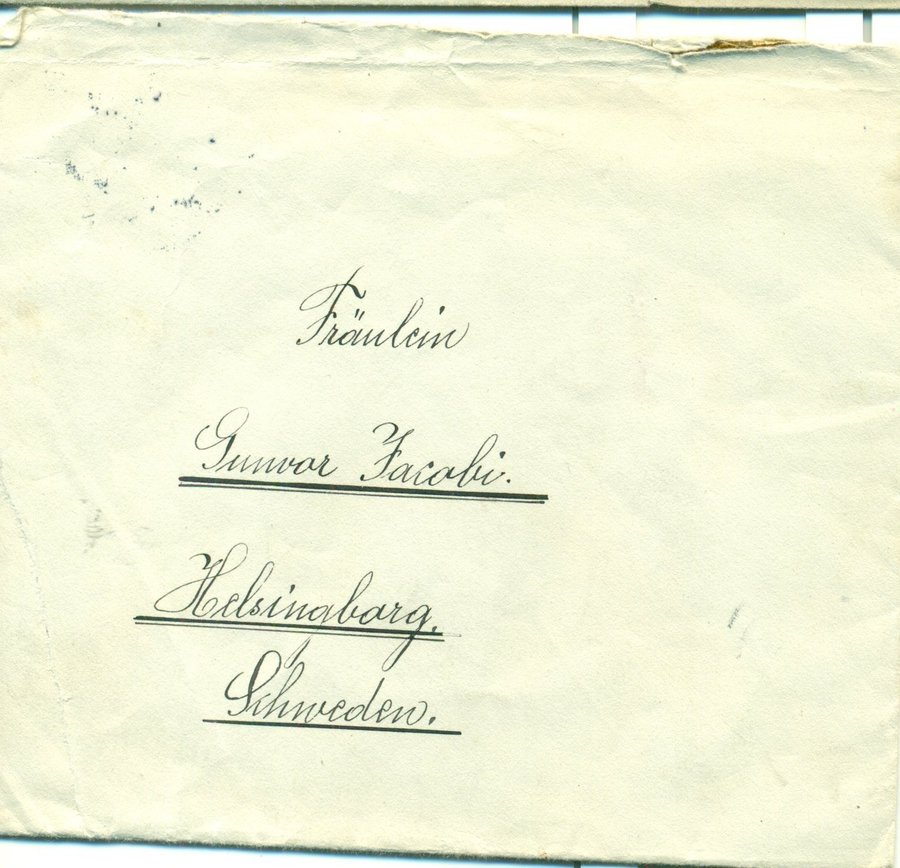 Fräulein
Gunvor Jacobi.
Helsingborg.
Schweden.